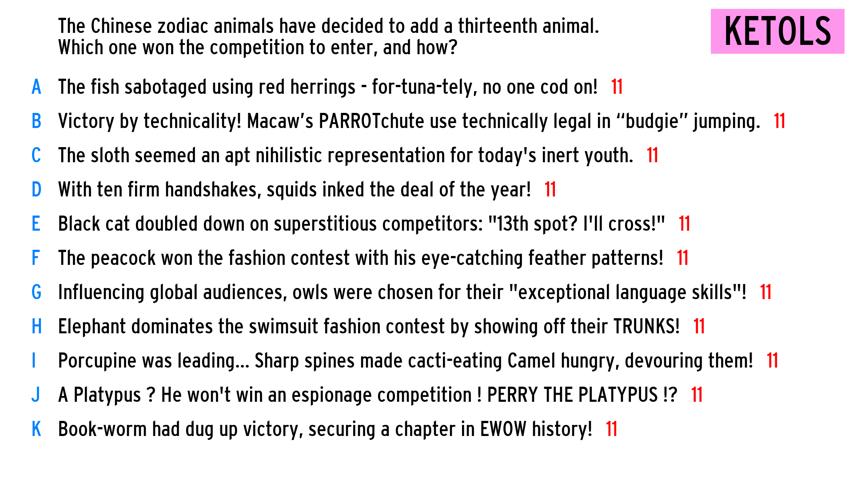 The Chinese zodiac animals have decided to add a thirteenth animal.
Which one won the competition to enter, and how?
KETOLS
A The fish sabotaged using red herrings - for-tuna-tely, no one cod on! 11
B Victory by technicality! Macaw's PARROTchute use technically legal in “budgie” jumping. 11
C The sloth seemed an apt nihilistic representation for today's inert youth. 11
D With ten firm handshakes, squids inked the deal of the year! 11
E Black cat doubled down on superstitious competitors: "13th spot? I'll cross!" 11
F The peacock won the fashion contest with his eye-catching feather patterns! 11
G Influencing global audiences, owls were chosen for their "exceptional language skills"! 11
H Elephant dominates the swimsuit fashion contest by showing off their TRUNKS! 11
I Porcupine was leading... Sharp spines made cacti-eating Camel hungry, devouring them! 11
J A Platypus ? He won't win an espionage competition ! PERRY THE PLATYPUS !? 11
K Book-worm had dug up victory, securing a chapter in EWOW history! 11